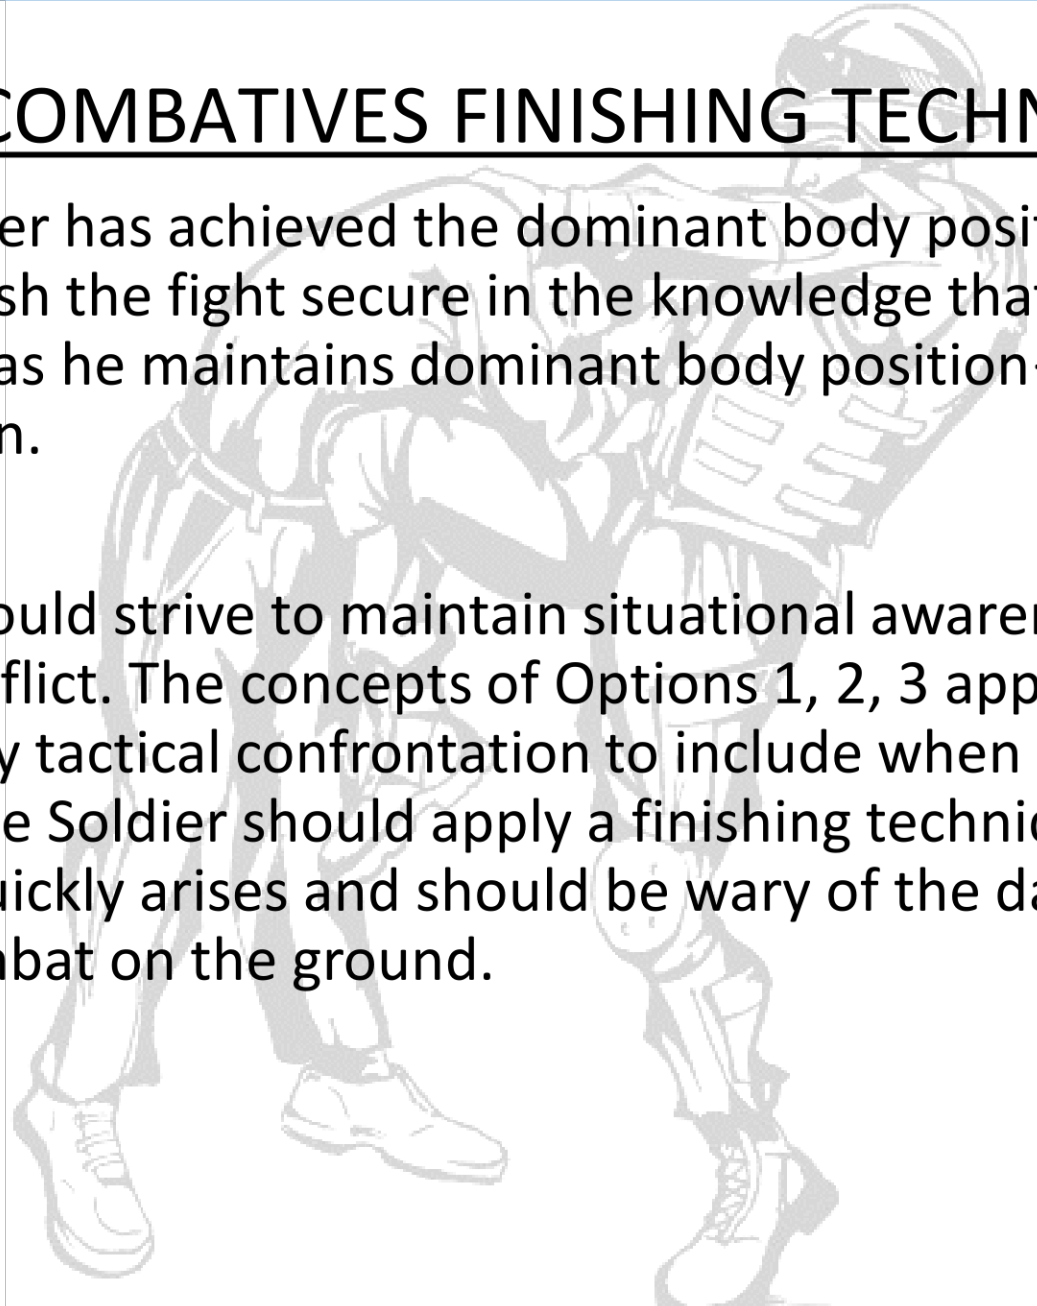 COMBATIVES FINISHING TECHN
er has achieved the dominant body posit
sh the fight secure in the knowledge that
as he maintains dominant body position-
n.
ould strive to maintain situational awaren
flict. The concepts of Options 1, 2, 3 app
y tactical confrontation to include when
e Soldier should apply a finishing techniq
uickly arises and should be wary of the da
mbat on the ground.